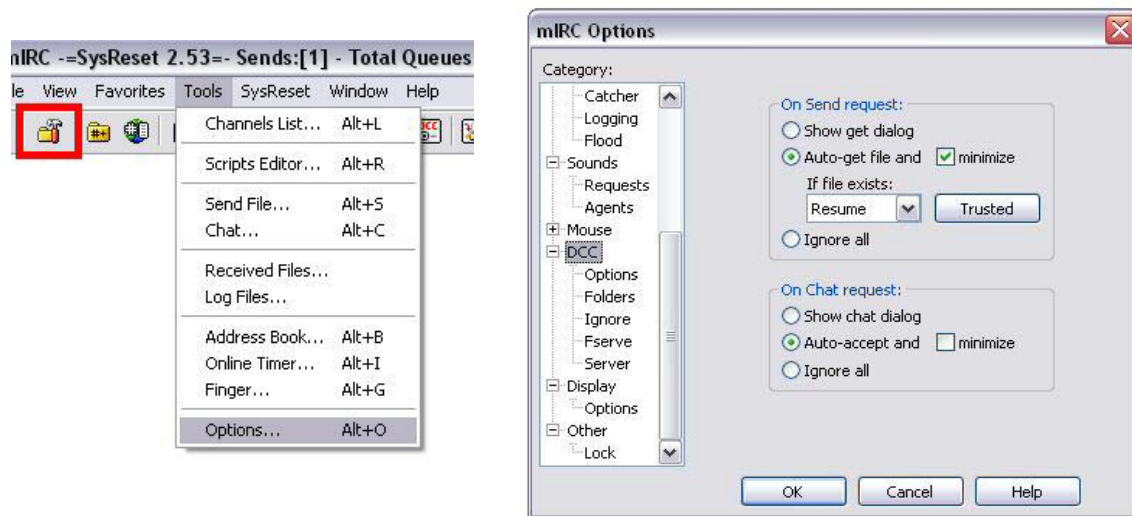 mIRC -=SysReset 2.53=- Sends:[1] - Total Queues
View Favorites Tools SysReset Window Help
Channels List... Alt+L
Scripts Editor... Alt+R
Send File... Alt+S
Chat... Alt+C
Received Files...
Log Files...
Address Book... Alt+B
Online Timer... Alt+I
Finger... Alt+G
Options... Alt+O
mIRC Options
Category:
Catcher
Logging
Flood
Sounds
Requests
Agents
Mouse
DCC
Options
Folders
Ignore
Fserve
Server
Display
Options
Other
Lock
On Send request:
Show get dialog
Auto-get file and minimize
If file exists:
Resume Trusted
Ignore all
On Chat request:
Show chat dialog
Auto-accept and minimize
Ignore all
OK Cancel Help